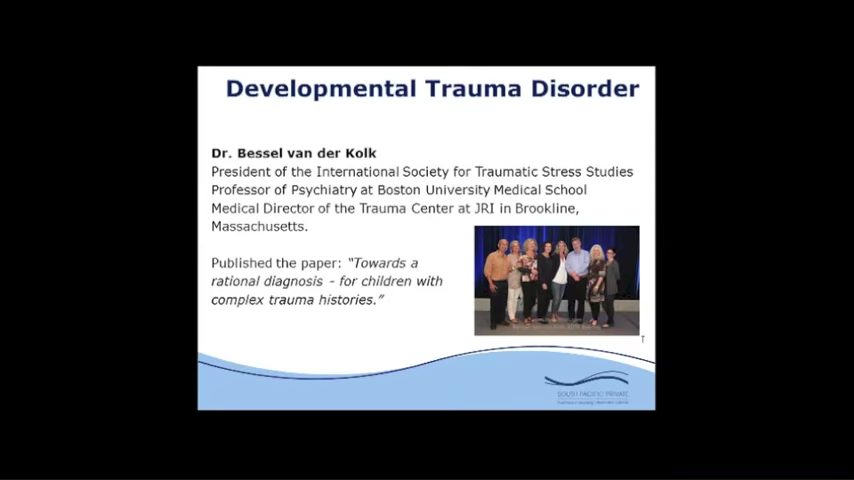 Developmental Trauma Disorder
Dr. Bessel van der Kolk
President of the International Society for Traumatic Stress Studies
Professor of Psychiatry at Boston University Medical School
Medical Director of the Trauma Center at JRI in Brookline,
Massachusetts.
Published the paper: “Towards a
rational diagnosis - for children with
complex trauma histories.”
SOUTH PACIFIC PRIVATE